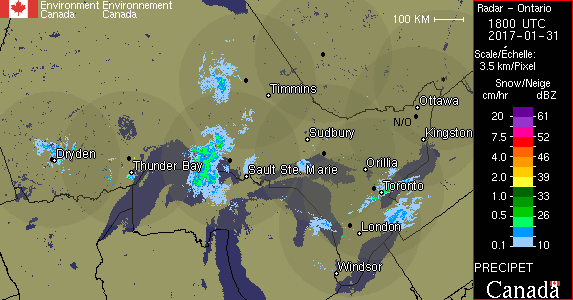 Environment Environnement
Canada Canada
100 KM
Timmins
Ottawa
N/O
Sudbury
Kingston
Dryden
Thunder Bay
Sault Ste. Marie
Orillia
Toronto
London
Windsor
Radar - Ontario
1800 UTC
2017-01-31
Scale/Échelle:
3.5 km/Pixel
Snow/Neige
cm/hr dBZ
20 61
7.5 57
5.5 52
4.0 46
2.0 39
1.0 33
0.5 26
0.1 10
PRECIPET
Canada